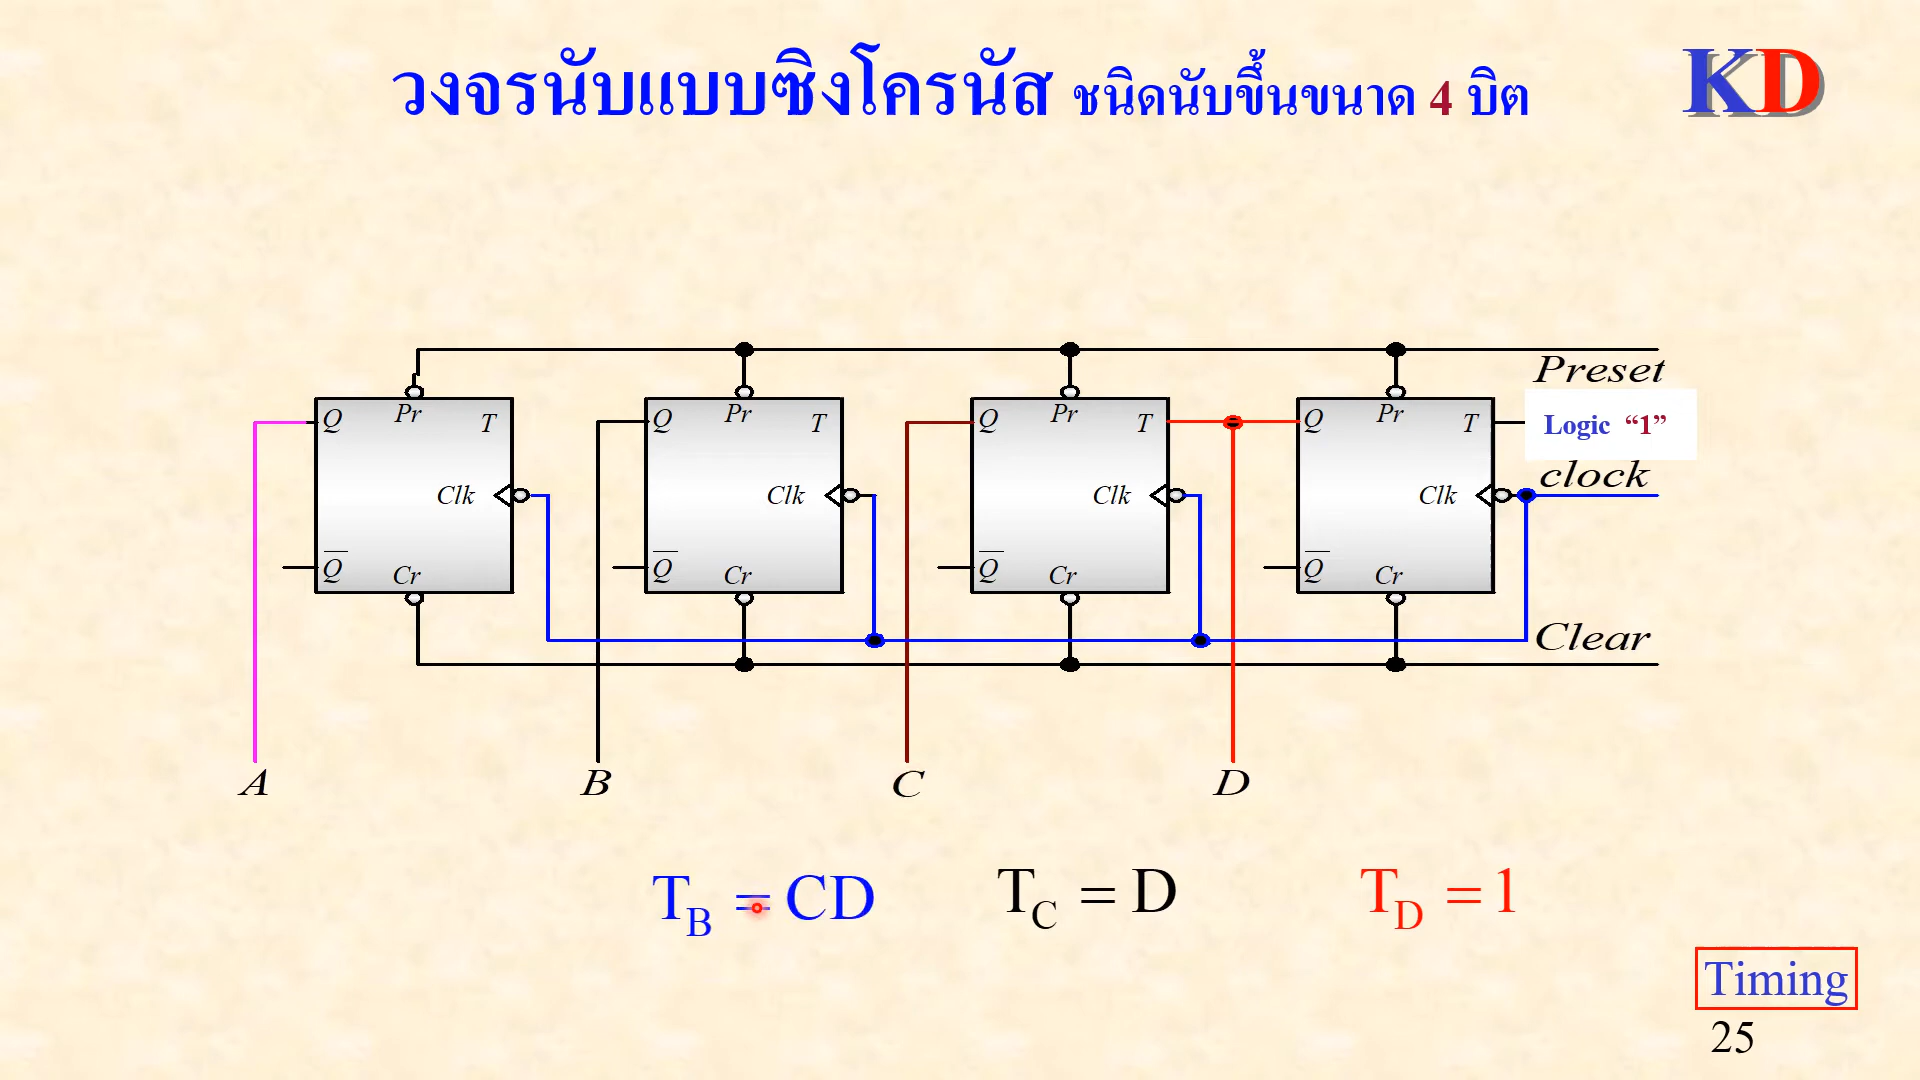 วงจรนับแบบซิงโครนัส ชนิดนับขึ้นขนาด 4 บิต
KD
Preset
Q Pr T Q Pr T Q Pr T Q Pr T Logic “1”
clock
Clk Clk Clk Clk
Q̅ Cr Q̅ Cr Q̅ Cr Q̅ Cr
Clear
A B C D
T_B = CD T_C = D T_D = 1
Timing
25